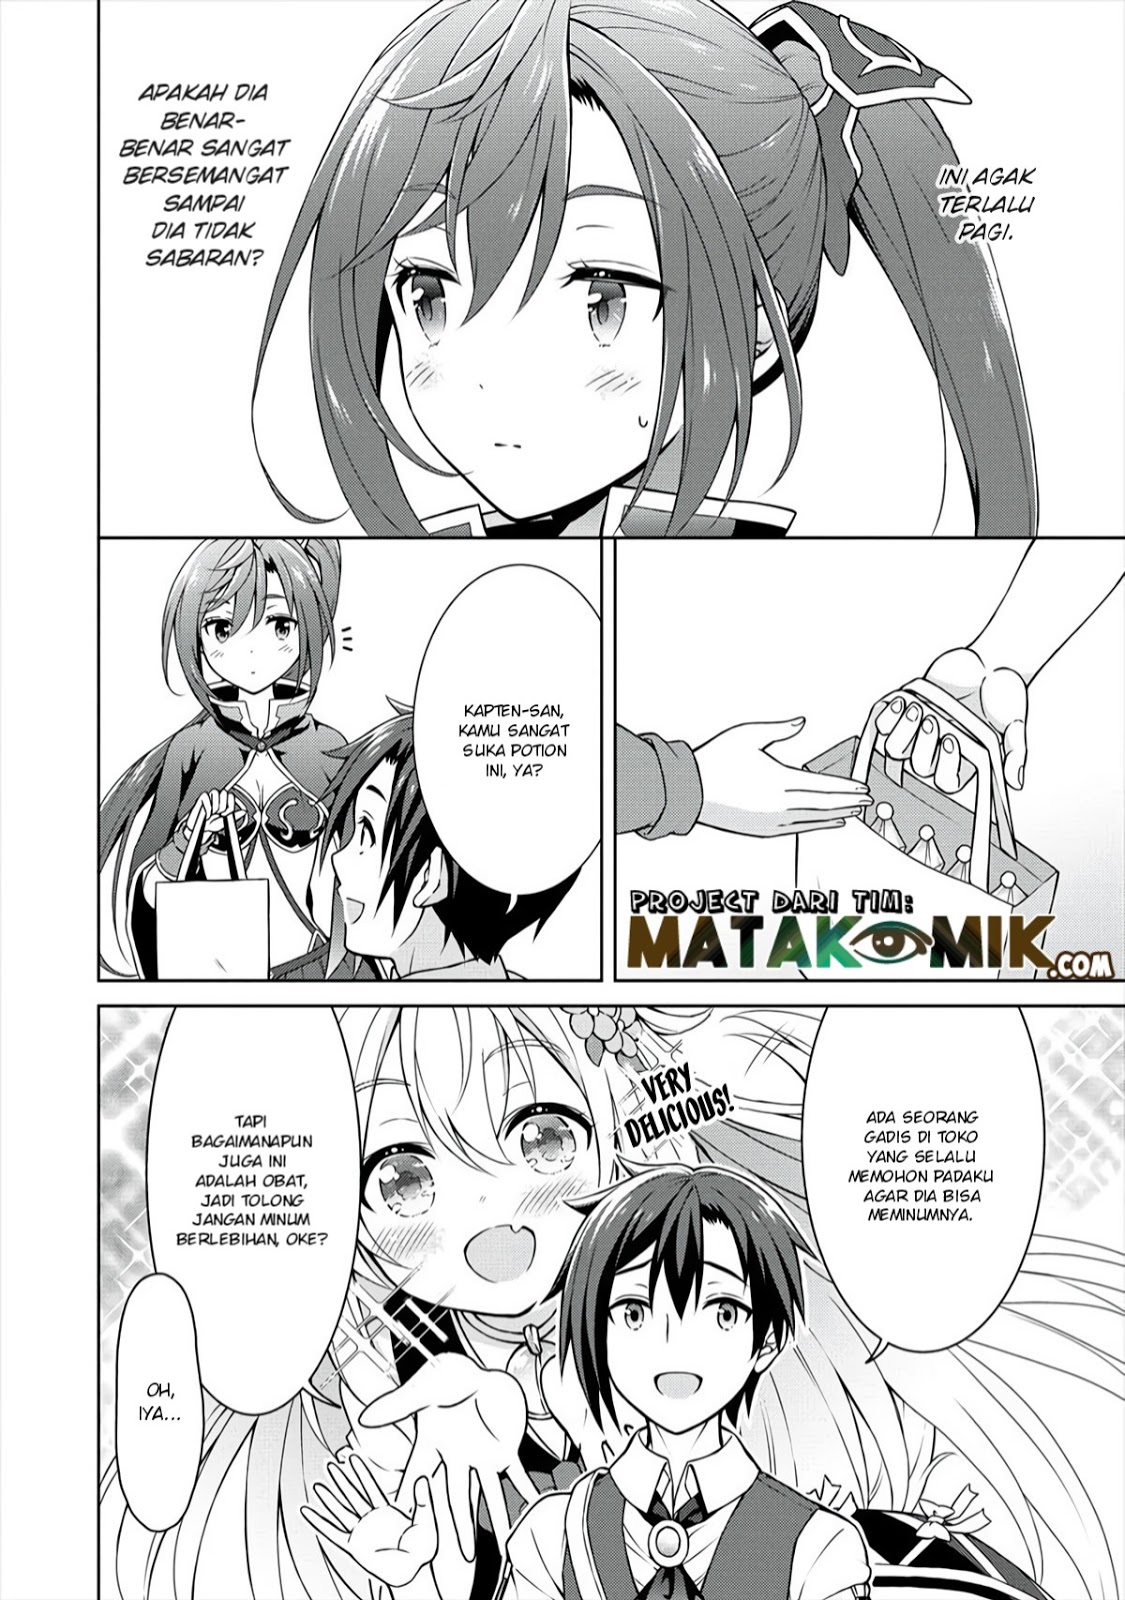 INI AGAK
TERLALU
PAGI.
APAKAH DIA
BENAR-
BENAR SANGAT
BERSEMANGAT
SAMPAI
DIA TIDAK
SABARAN?
PROJECT DARI TIM:
MATAKOMIK
.COM
KAPTEN-SAN,
KAMU SANGAT
SUKA POTION
INI, YA?
ADA SEORANG
GADIS DI TOKO
YANG SELALU
MEMOHON PADAKU
AGAR DIA BISA
MEMINUMNYA.
VERY
DELICIOUS!
TAPI
BAGAIMANAPUN
JUGA INI
ADALAH OBAT,
JADI TOLONG
JANGAN MINUM
BERLEBIHAN, OKE?
OH,
IYA...